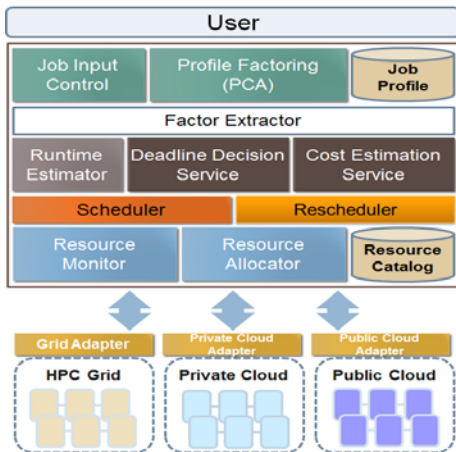 User
Job Input
Control
Profile Factoring
(PCA)
Job
Profile
Factor Extractor
Runtime
Estimator
Deadline Decision
Service
Cost Estimation
Service
Scheduler
Rescheduler
Resource
Monitor
Resource
Allocator
Resource
Catalog
Grid Adapter
Private Cloud
Adapter
Public Cloud
Adapter
HPC Grid
Private Cloud
Public Cloud